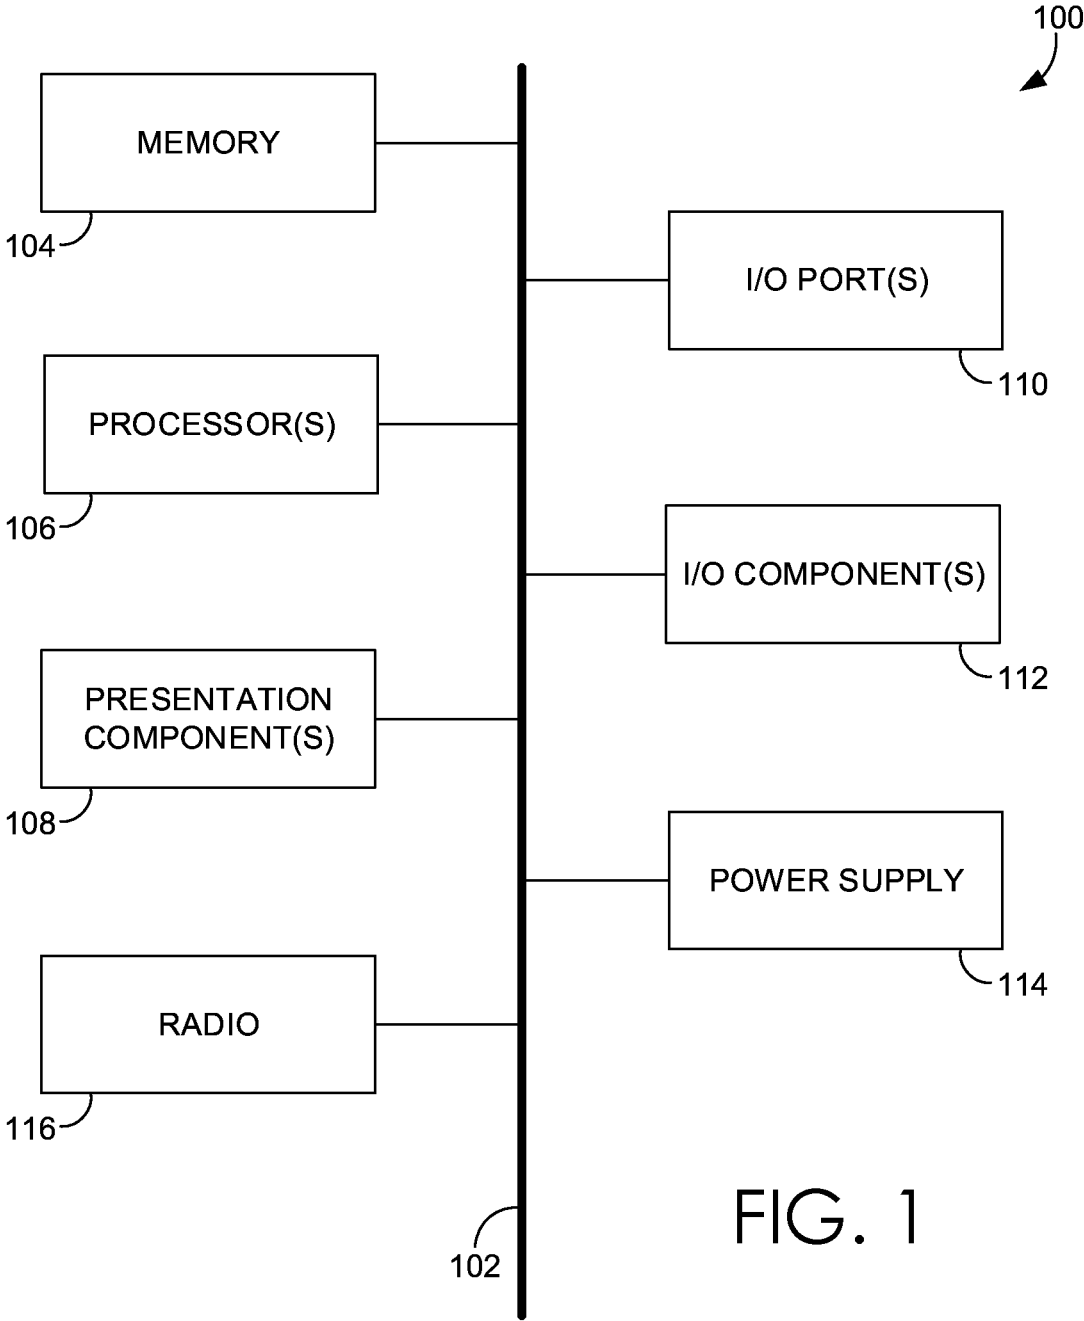 100
MEMORY
104
I/O PORT(S)
110
PROCESSOR(S)
106
I/O COMPONENT(S)
112
PRESENTATION
COMPONENT(S)
108
POWER SUPPLY
114
RADIO
116
102
FIG. 1